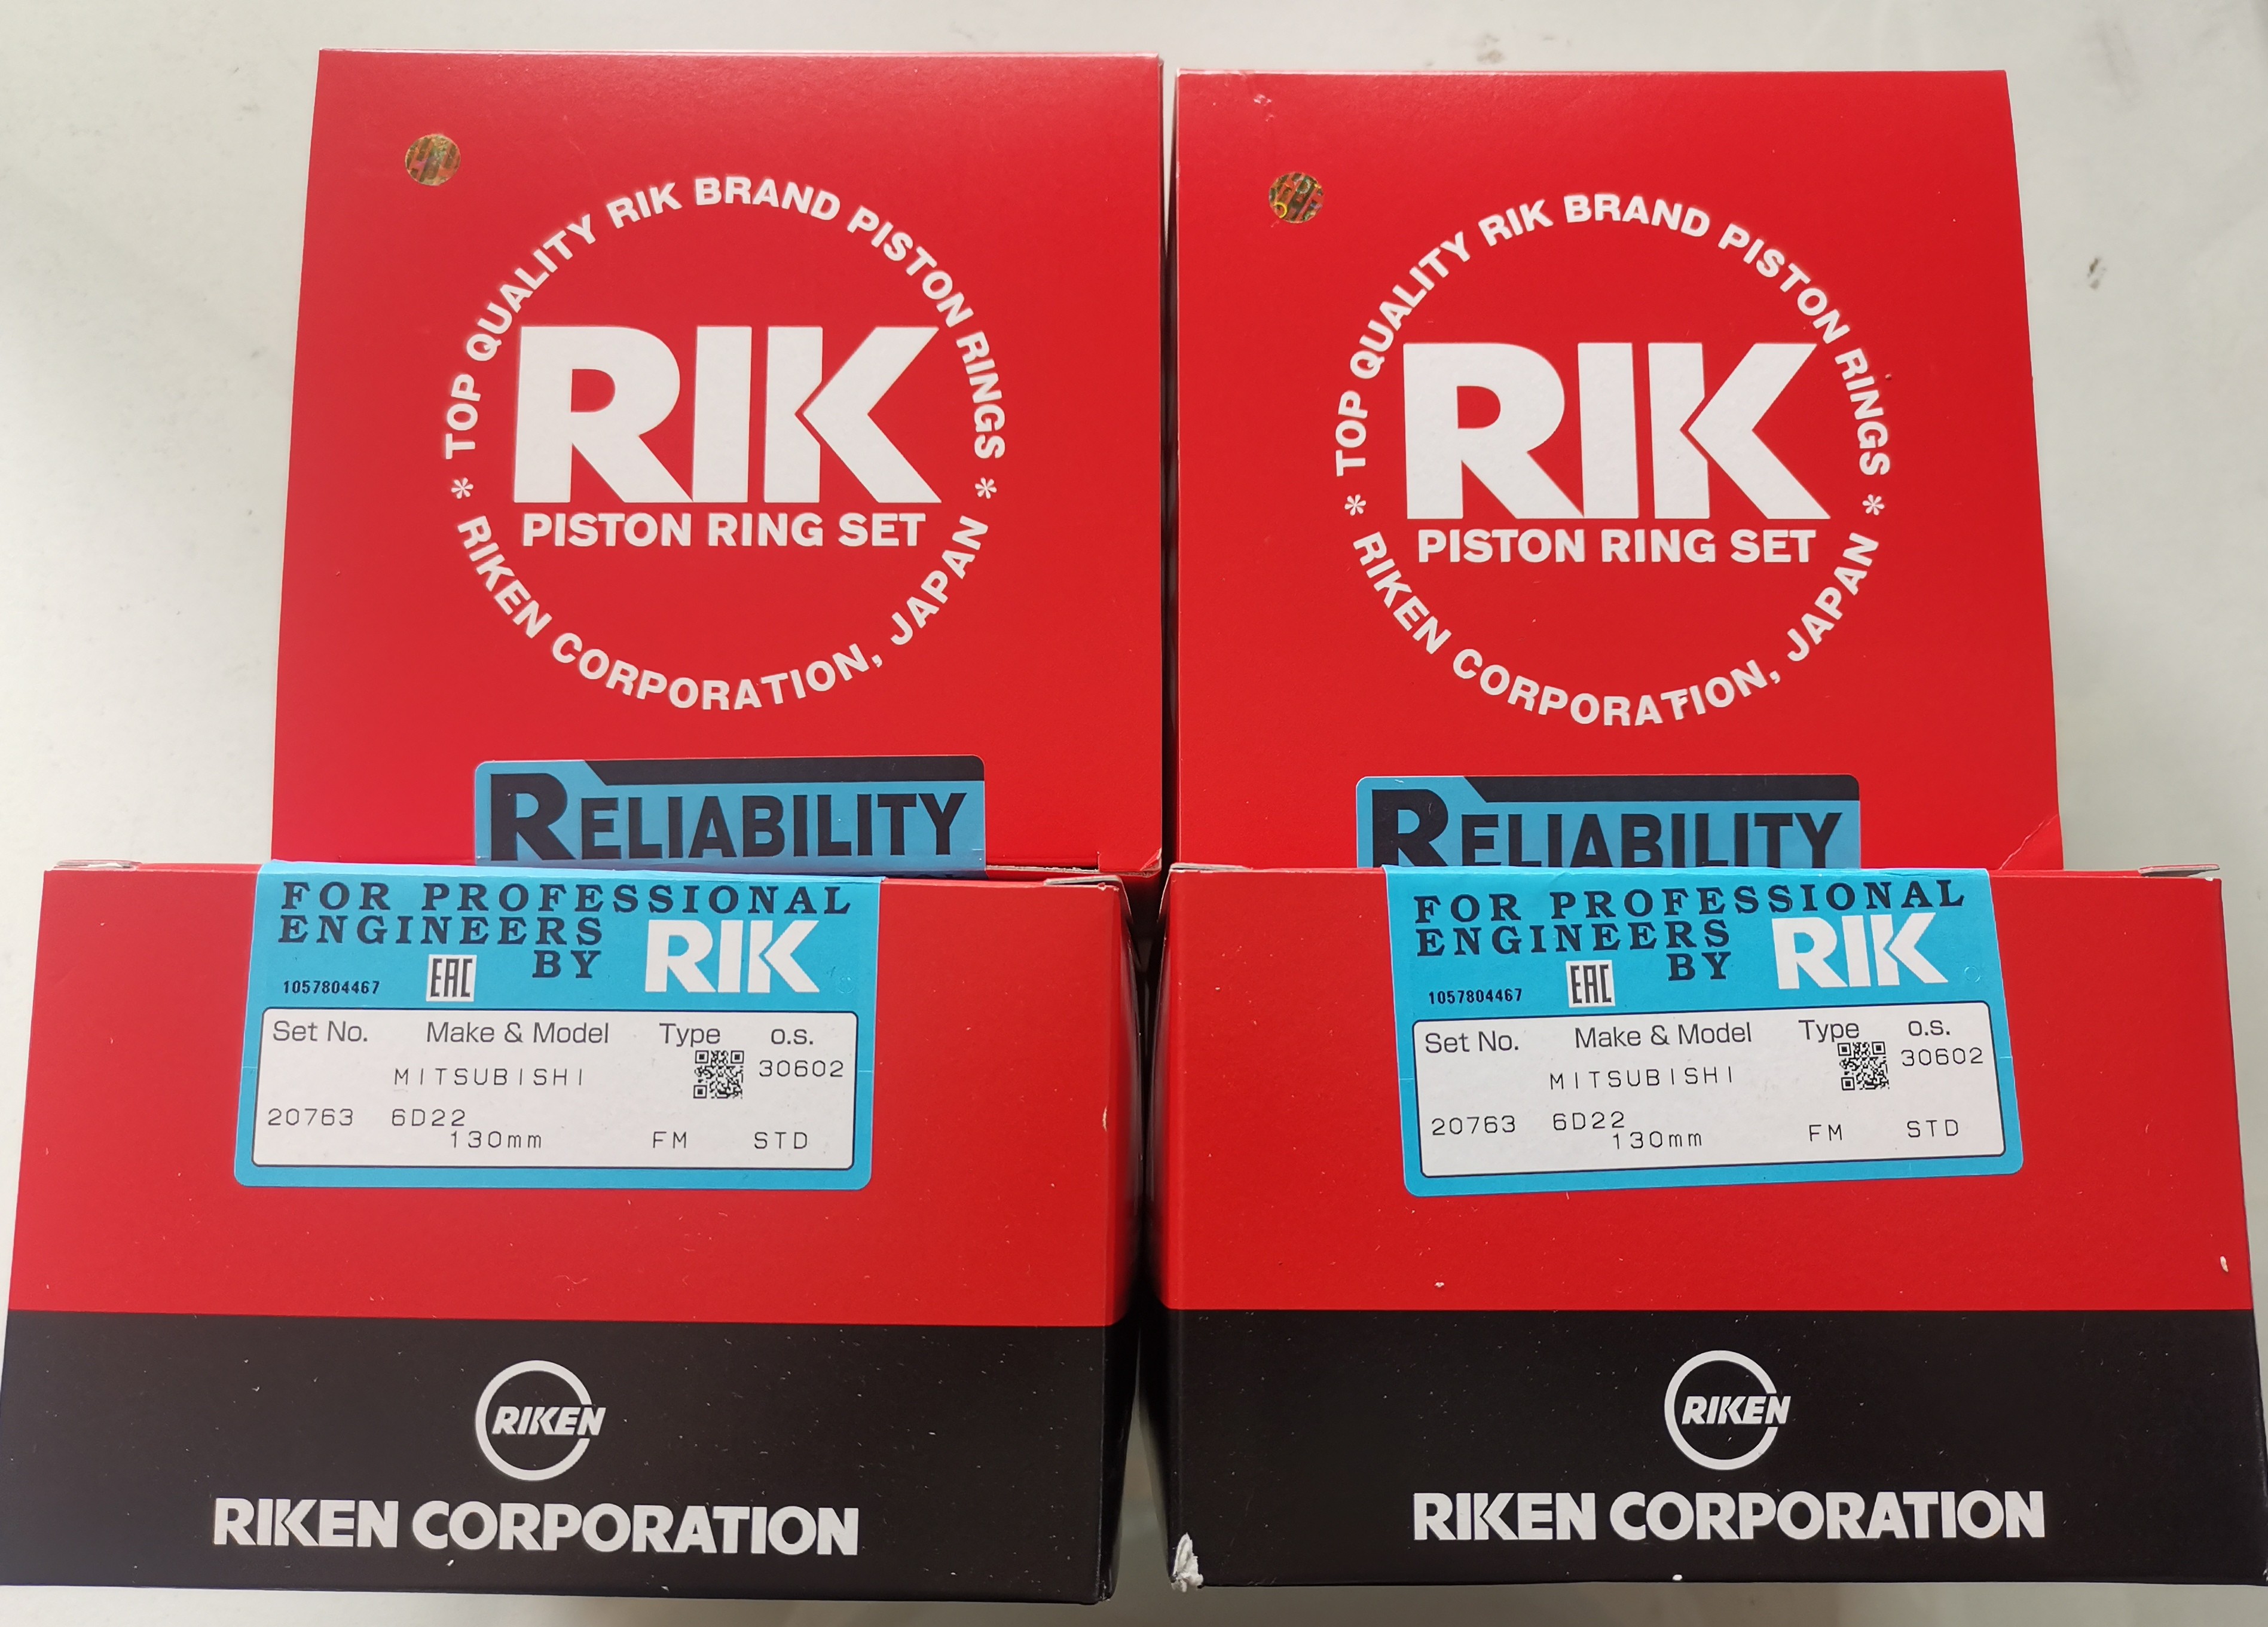 * TOP QUALITY RIK BRAND PISTON RINGS *
RIK
PISTON RING SET
RIKEN CORPORATION, JAPAN
RELIABILITY
* TOP QUALITY RIK BRAND PISTON RINGS *
RIK
PISTON RING SET
RIKEN CORPORATION, JAPAN
RELIABILITY
FOR PROFESSIONAL
ENGINEERS
BY RIK
1057804467 EAC
Set No. Make & Model Type O.S.
MITSUBISHI 30602
20763 6D22
130mm FM STD
RIKEN
RIKEN CORPORATION
FOR PROFESSIONAL
ENGINEERS
BY RIK
1057804467 EAC
Set No. Make & Model Type O.S.
MITSUBISHI 30602
20763 6D22
130mm FM STD
RIKEN
RIKEN CORPORATION